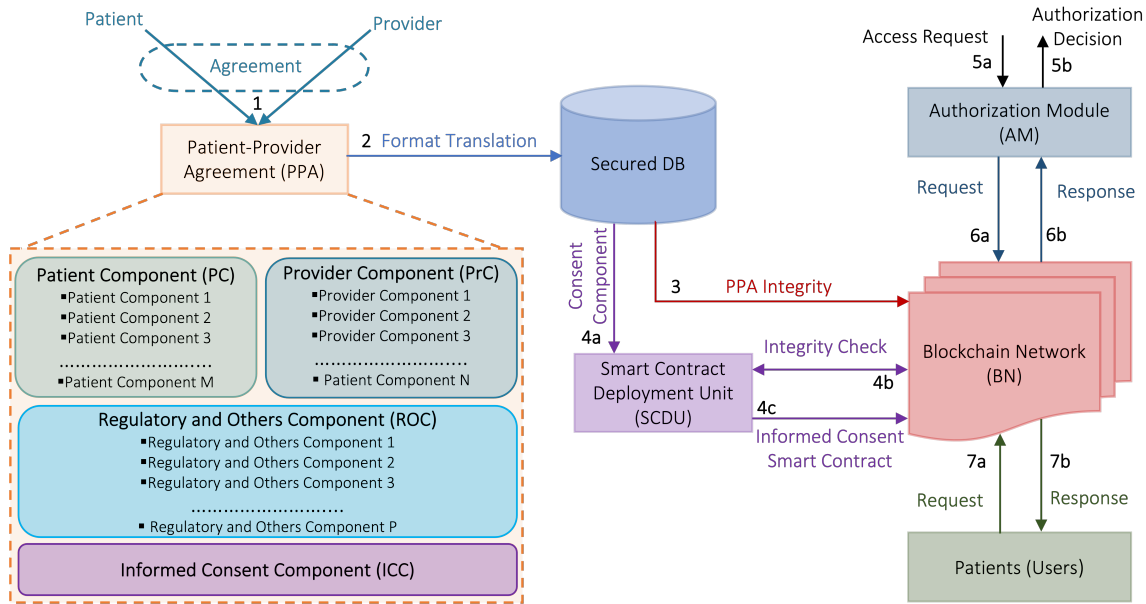 Patient
Provider
Agreement
1
Patient-Provider
Agreement (PPA)
2 Format Translation
Secured DB
Access Request
5a
Authorization
Decision
5b
Authorization Module
(AM)
Request
Response
6a
6b
Patient Component (PC)
▪Patient Component 1
▪Patient Component 2
▪Patient Component 3
…………………………
▪Patient Component M
Provider Component (PrC)
▪Provider Component 1
▪Provider Component 2
▪Provider Component 3
…………………………
▪ Patient Component N
Regulatory and Others Component (ROC)
▪Regulatory and Others Component 1
▪Regulatory and Others Component 2
▪Regulatory and Others Component 3
…………………………
▪ Regulatory and Others Component P
Informed Consent Component (ICC)
Consent
Component
4a
3
PPA Integrity
Smart Contract
Deployment Unit
(SCDU)
Integrity Check
4b
4c
Informed Consent
Smart Contract
Blockchain Network
(BN)
7a
7b
Request
Response
Patients (Users)